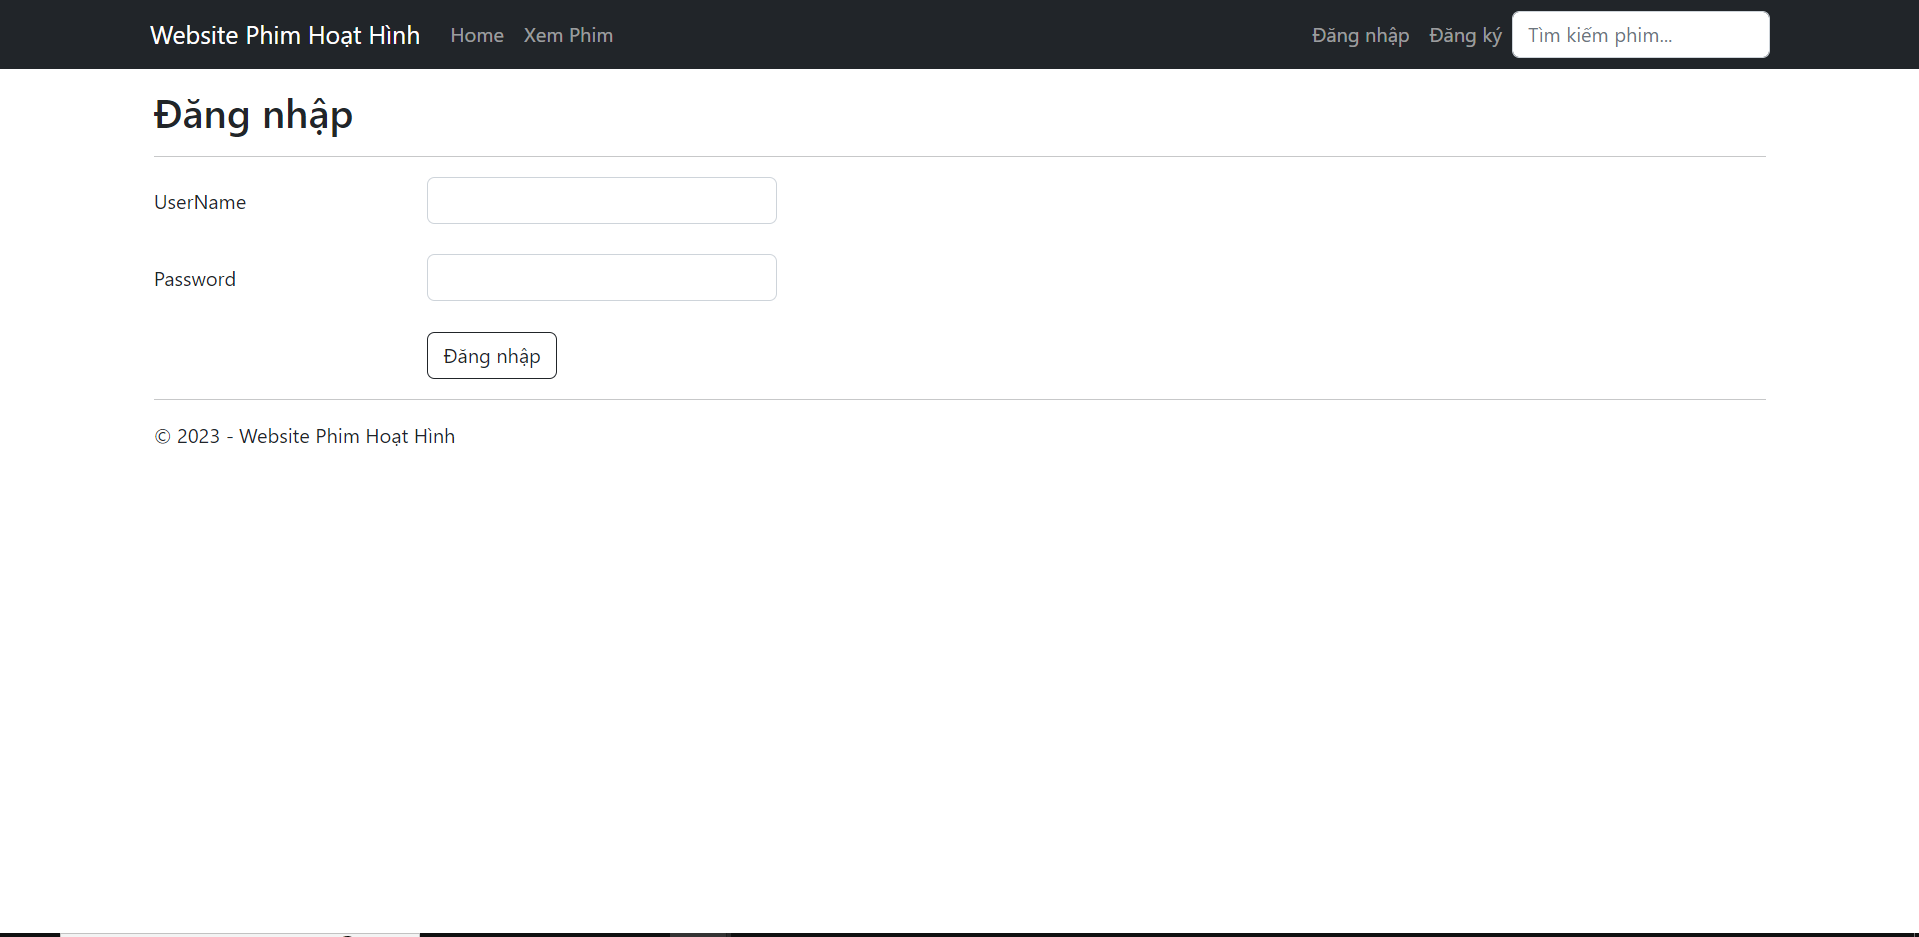 Website Phim Hoạt Hình Home Xem Phim Đăng nhập Đăng ký Tìm kiếm phim...
Đăng nhập
UserName
Password
Đăng nhập
© 2023 - Website Phim Hoạt Hình